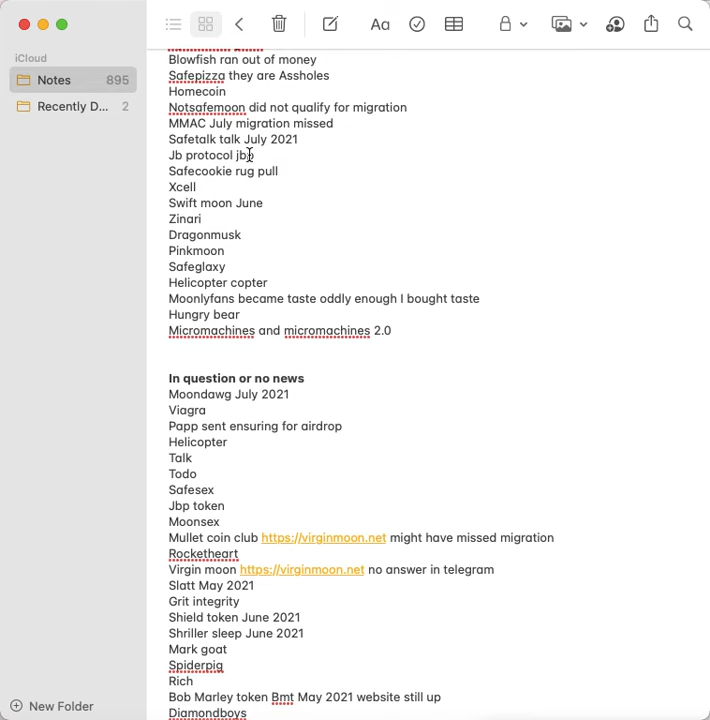 iCloud
Notes 895
Recently D... 2
New Folder
Aa
Blowfish ran out of money
Safepizza they are Assholes
Homecoin
Notsafemoon did not qualify for migration
MMAC July migration missed
Safetalk talk July 2021
Jb protocol jbp
Safecookie rug pull
Xcell
Swift moon June
Zinari
Dragonmusk
Pinkmoon
Safeglaxy
Helicopter copter
Moonlyfans became taste oddly enough I bought taste
Hungry bear
Micromachines and micromachines 2.0
In question or no news
Moondawg July 2021
Viagra
Papp sent ensuring for airdrop
Helicopter
Talk
Todo
Safesex
Jbp token
Moonsex
Mullet coin club https://virginmoon.net might have missed migration
Rocketheart
Virgin moon https://virginmoon.net no answer in telegram
Slatt May 2021
Grit integrity
Shield token June 2021
Shriller sleep June 2021
Mark goat
Spiderpig
Rich
Bob Marley token Bmt May 2021 website still up
Diamondboys